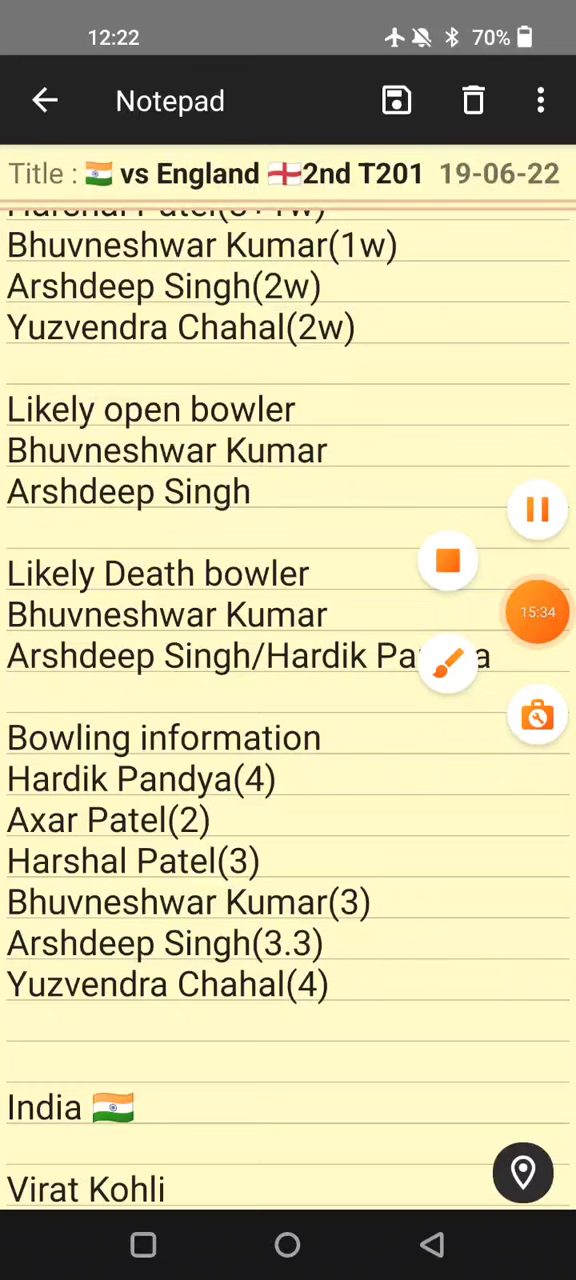 12:22
70%
Notepad
Title : 🇮🇳 vs England 🏴󠁧󠁢󠁥󠁮󠁧󠁿2nd T201 19-06-22
Harshal Patel
Bhuvneshwar Kumar(1w)
Arshdeep Singh(2w)
Yuzvendra Chahal(2w)
Likely open bowler
Bhuvneshwar Kumar
Arshdeep Singh
Likely Death bowler
Bhuvneshwar Kumar
15:34
Arshdeep Singh/Hardik
Bowling information
Hardik Pandya(4)
Axar Patel(2)
Harshal Patel(3)
Bhuvneshwar Kumar(3)
Arshdeep Singh(3.3)
Yuzvendra Chahal(4)
India 🇮🇳
Virat Kohli